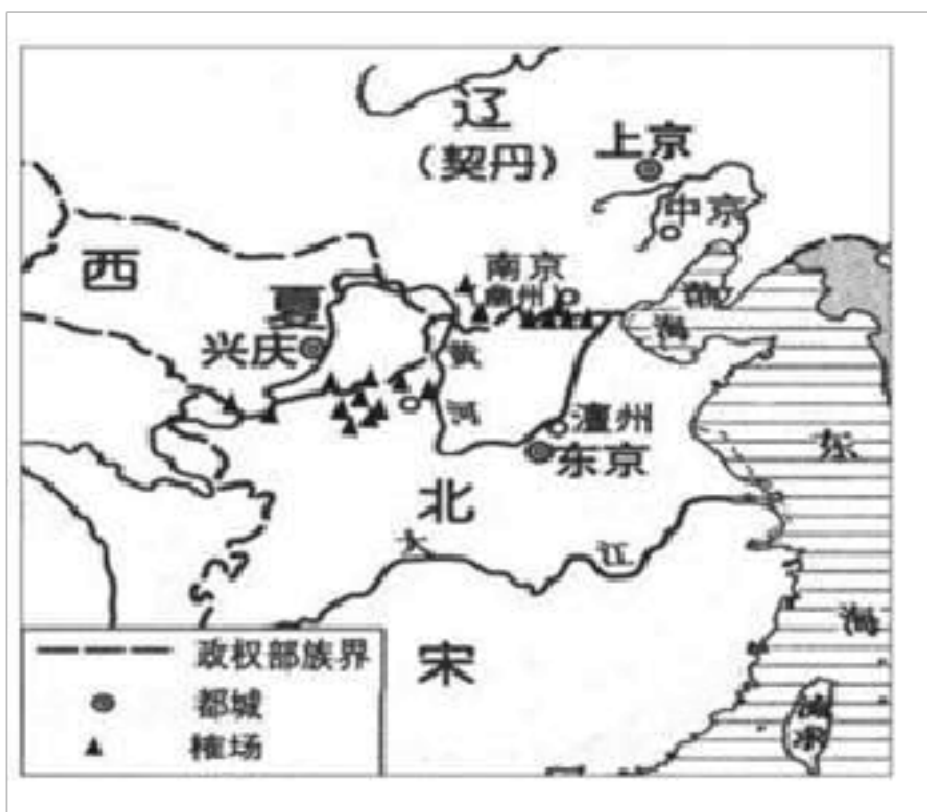 辽
(契丹)
上京
中京
南京
(幽州)
渤
海
西
夏
兴庆
黄
河
澶州
东京
东
海
北
宋
大
江
政权部族界
都城
榷场